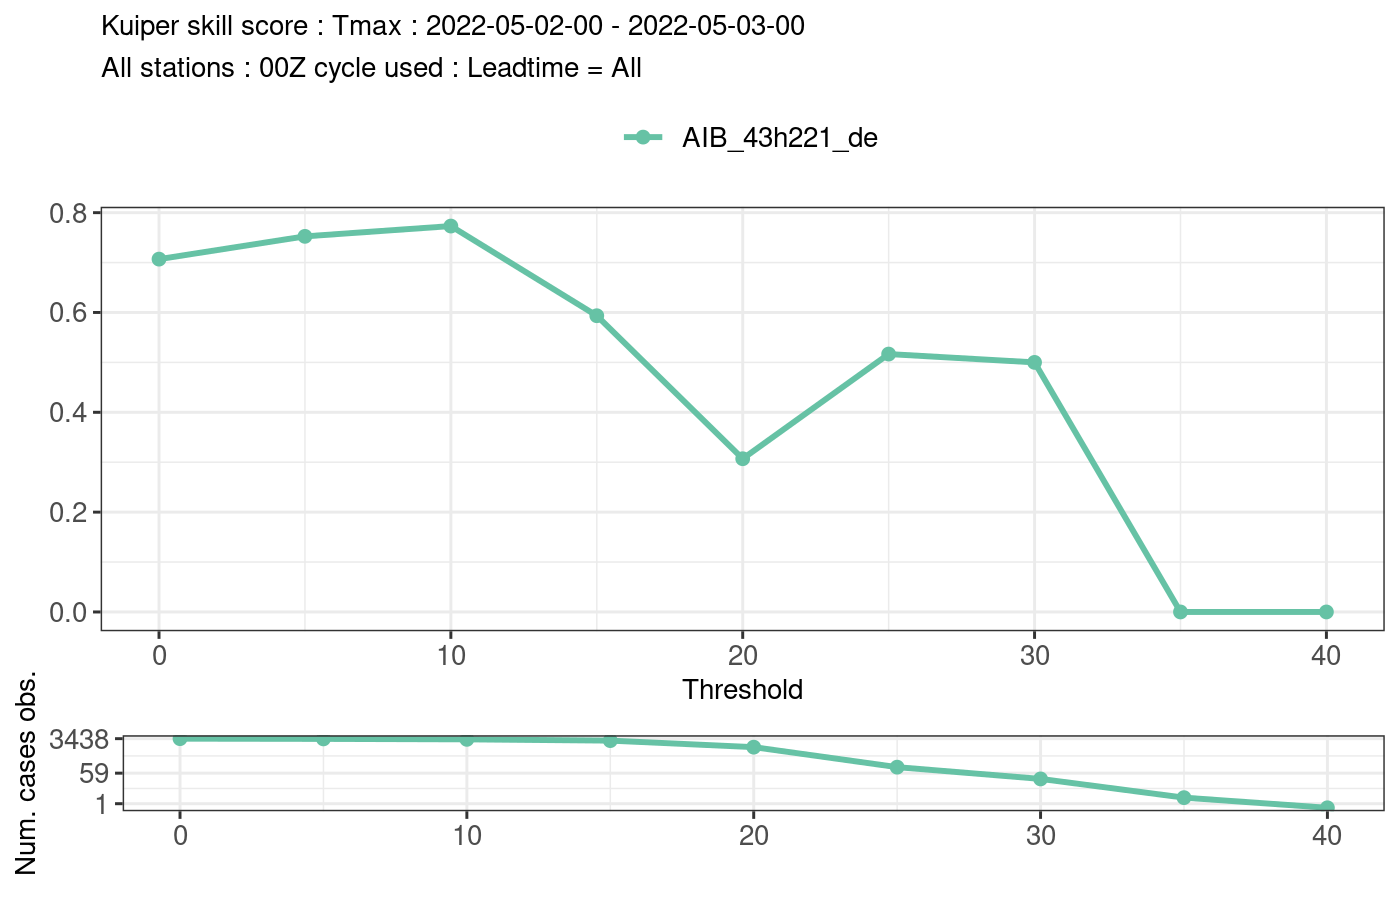 Kuiper skill score : Tmax : 2022-05-02-00 - 2022-05-03-00
All stations : 00Z cycle used : Leadtime = All
AIB_43h221_de
0.8
0.6
0.4
0.2
0.0
0 10 20 30 40
Threshold
Num. cases obs.
3438
59
1
0 10 20 30 40